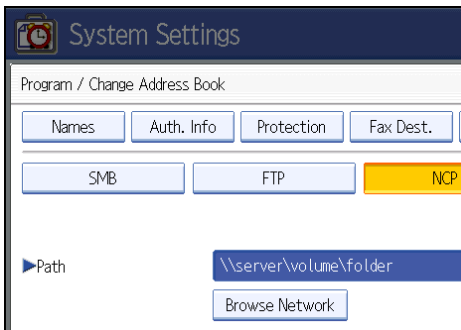 System Settings
Program / Change Address Book
Names Auth. Info Protection Fax Dest.
SMB FTP NCP
▶Path \\server\volume\folder
Browse Network